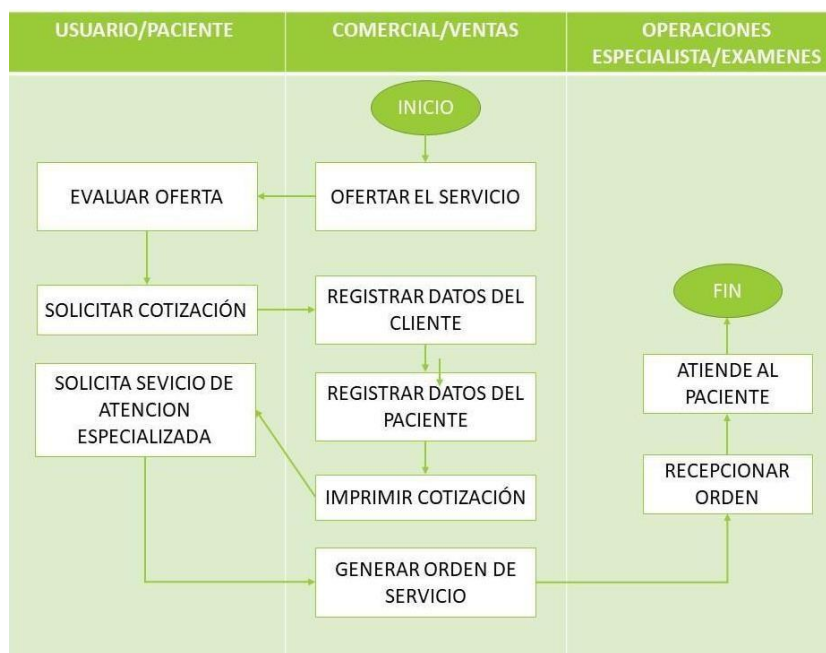 USUARIO/PACIENTE
COMERCIAL/VENTAS
OPERACIONES
ESPECIALISTA/EXAMENES
INICIO
OFERTAR EL SERVICIO
EVALUAR OFERTA
SOLICITAR COTIZACIÓN
REGISTRAR DATOS DEL
CLIENTE
REGISTRAR DATOS DEL
PACIENTE
IMPRIMIR COTIZACIÓN
SOLICITA SEVICIO DE
ATENCION
ESPECIALIZADA
GENERAR ORDEN DE
SERVICIO
RECEPCIONAR
ORDEN
ATIENDE AL
PACIENTE
FIN